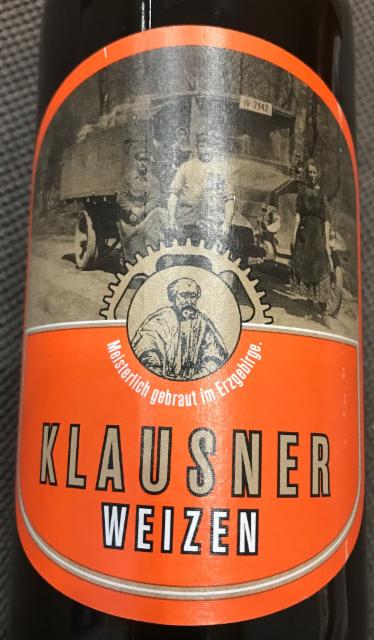 IV 2147
Meisterlich gebraut im Erzgebirge.
KLAUSNER
WEIZEN